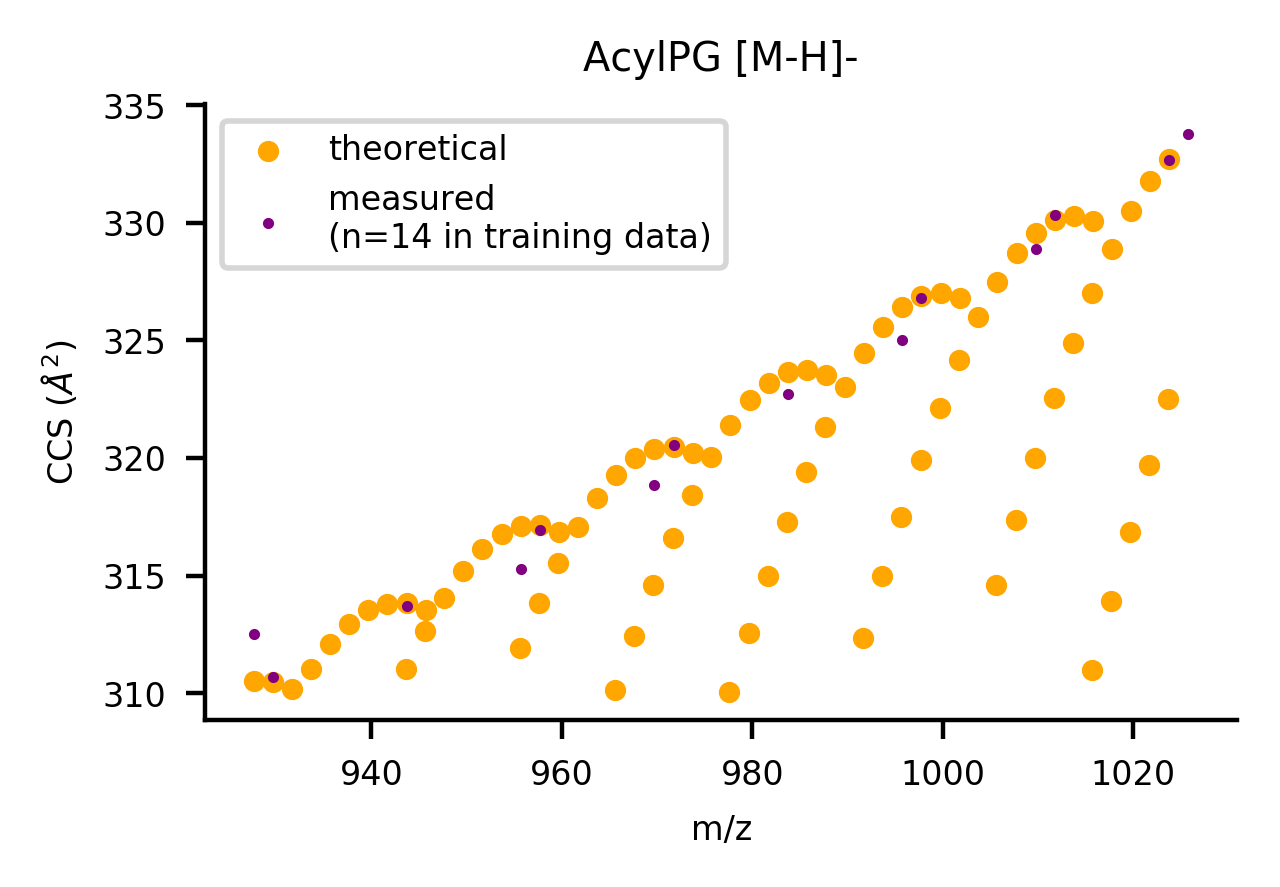 AcylPG [M-H]-
335
330
325
320
315
310
CCS (Å²)
theoretical
measured
(n=14 in training data)
940
960
980
1000
1020
m/z